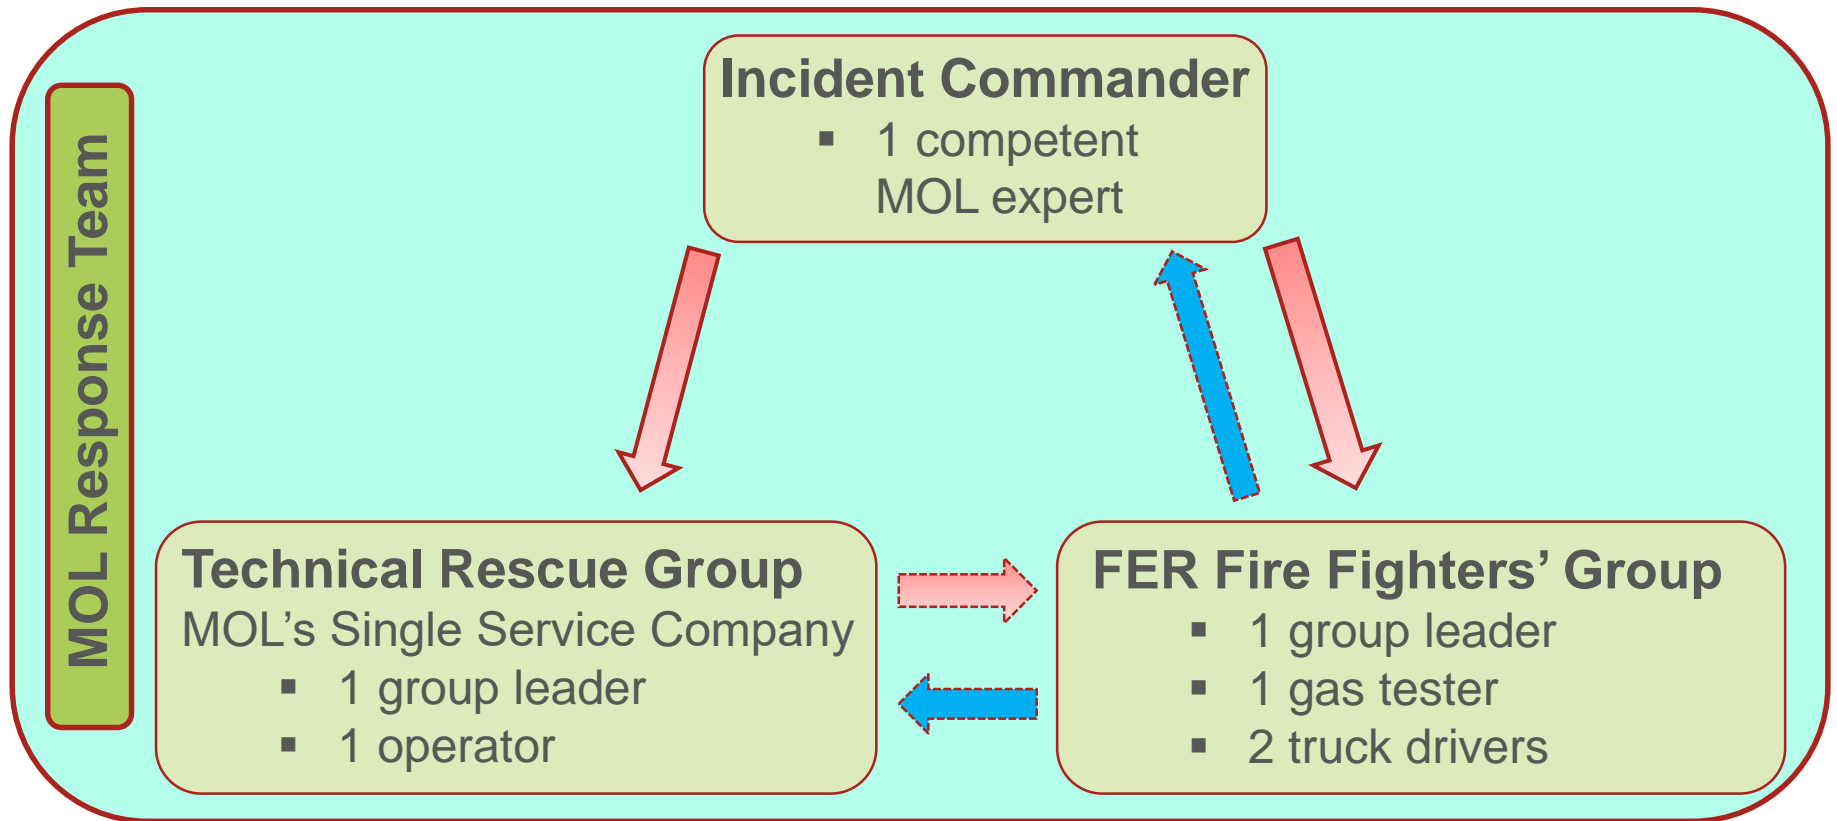 MOL Response Team
Incident Commander
▪ 1 competent
MOL expert
Technical Rescue Group
MOL’s Single Service Company
▪ 1 group leader
▪ 1 operator
FER Fire Fighters’ Group
▪ 1 group leader
▪ 1 gas tester
▪ 2 truck drivers